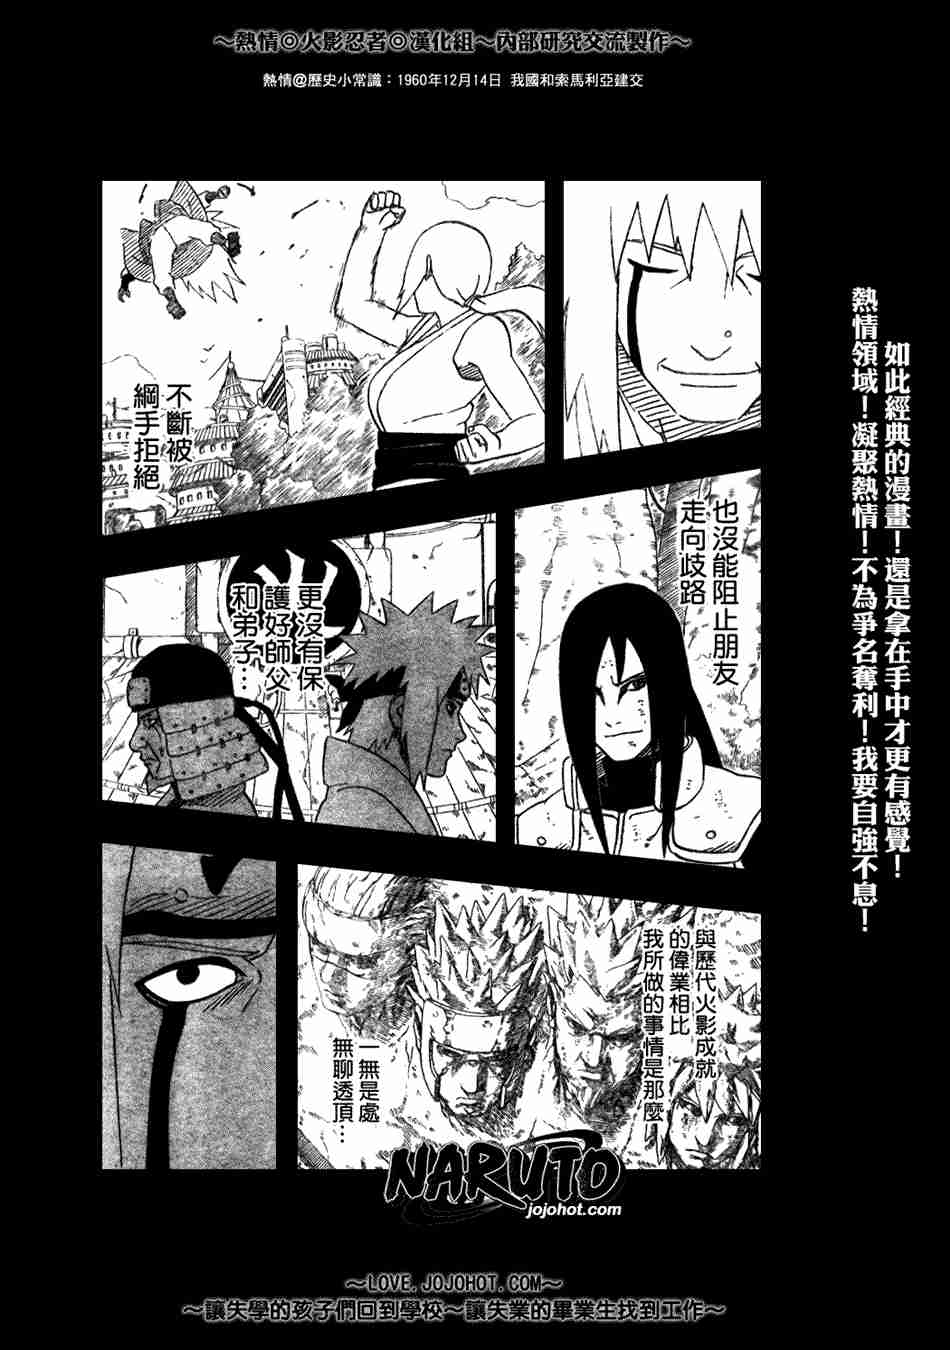 ～熱情◎火影忍者◎漢化組～內部研究交流製作～
熱情@歷史小常識：1960年12月14日 我國和索馬利亞建交
不斷被
綱手拒絕
也沒能阻止朋友
走向歧路
更沒有保
護好師父
和弟子…
與歷代火影成就
的偉業相比
我所做的事情是那麼
一無是處
無聊透頂…
如此經典的漫畫！還是拿在手中才更有感覺！
熱情領域！凝聚熱情！不為爭名奪利！我要自強不息！
NARUTO
jojohot.com
～LOVE.JOJOHOT.COM～
～讓失學的孩子們回到學校～讓失業的畢業生找到工作～